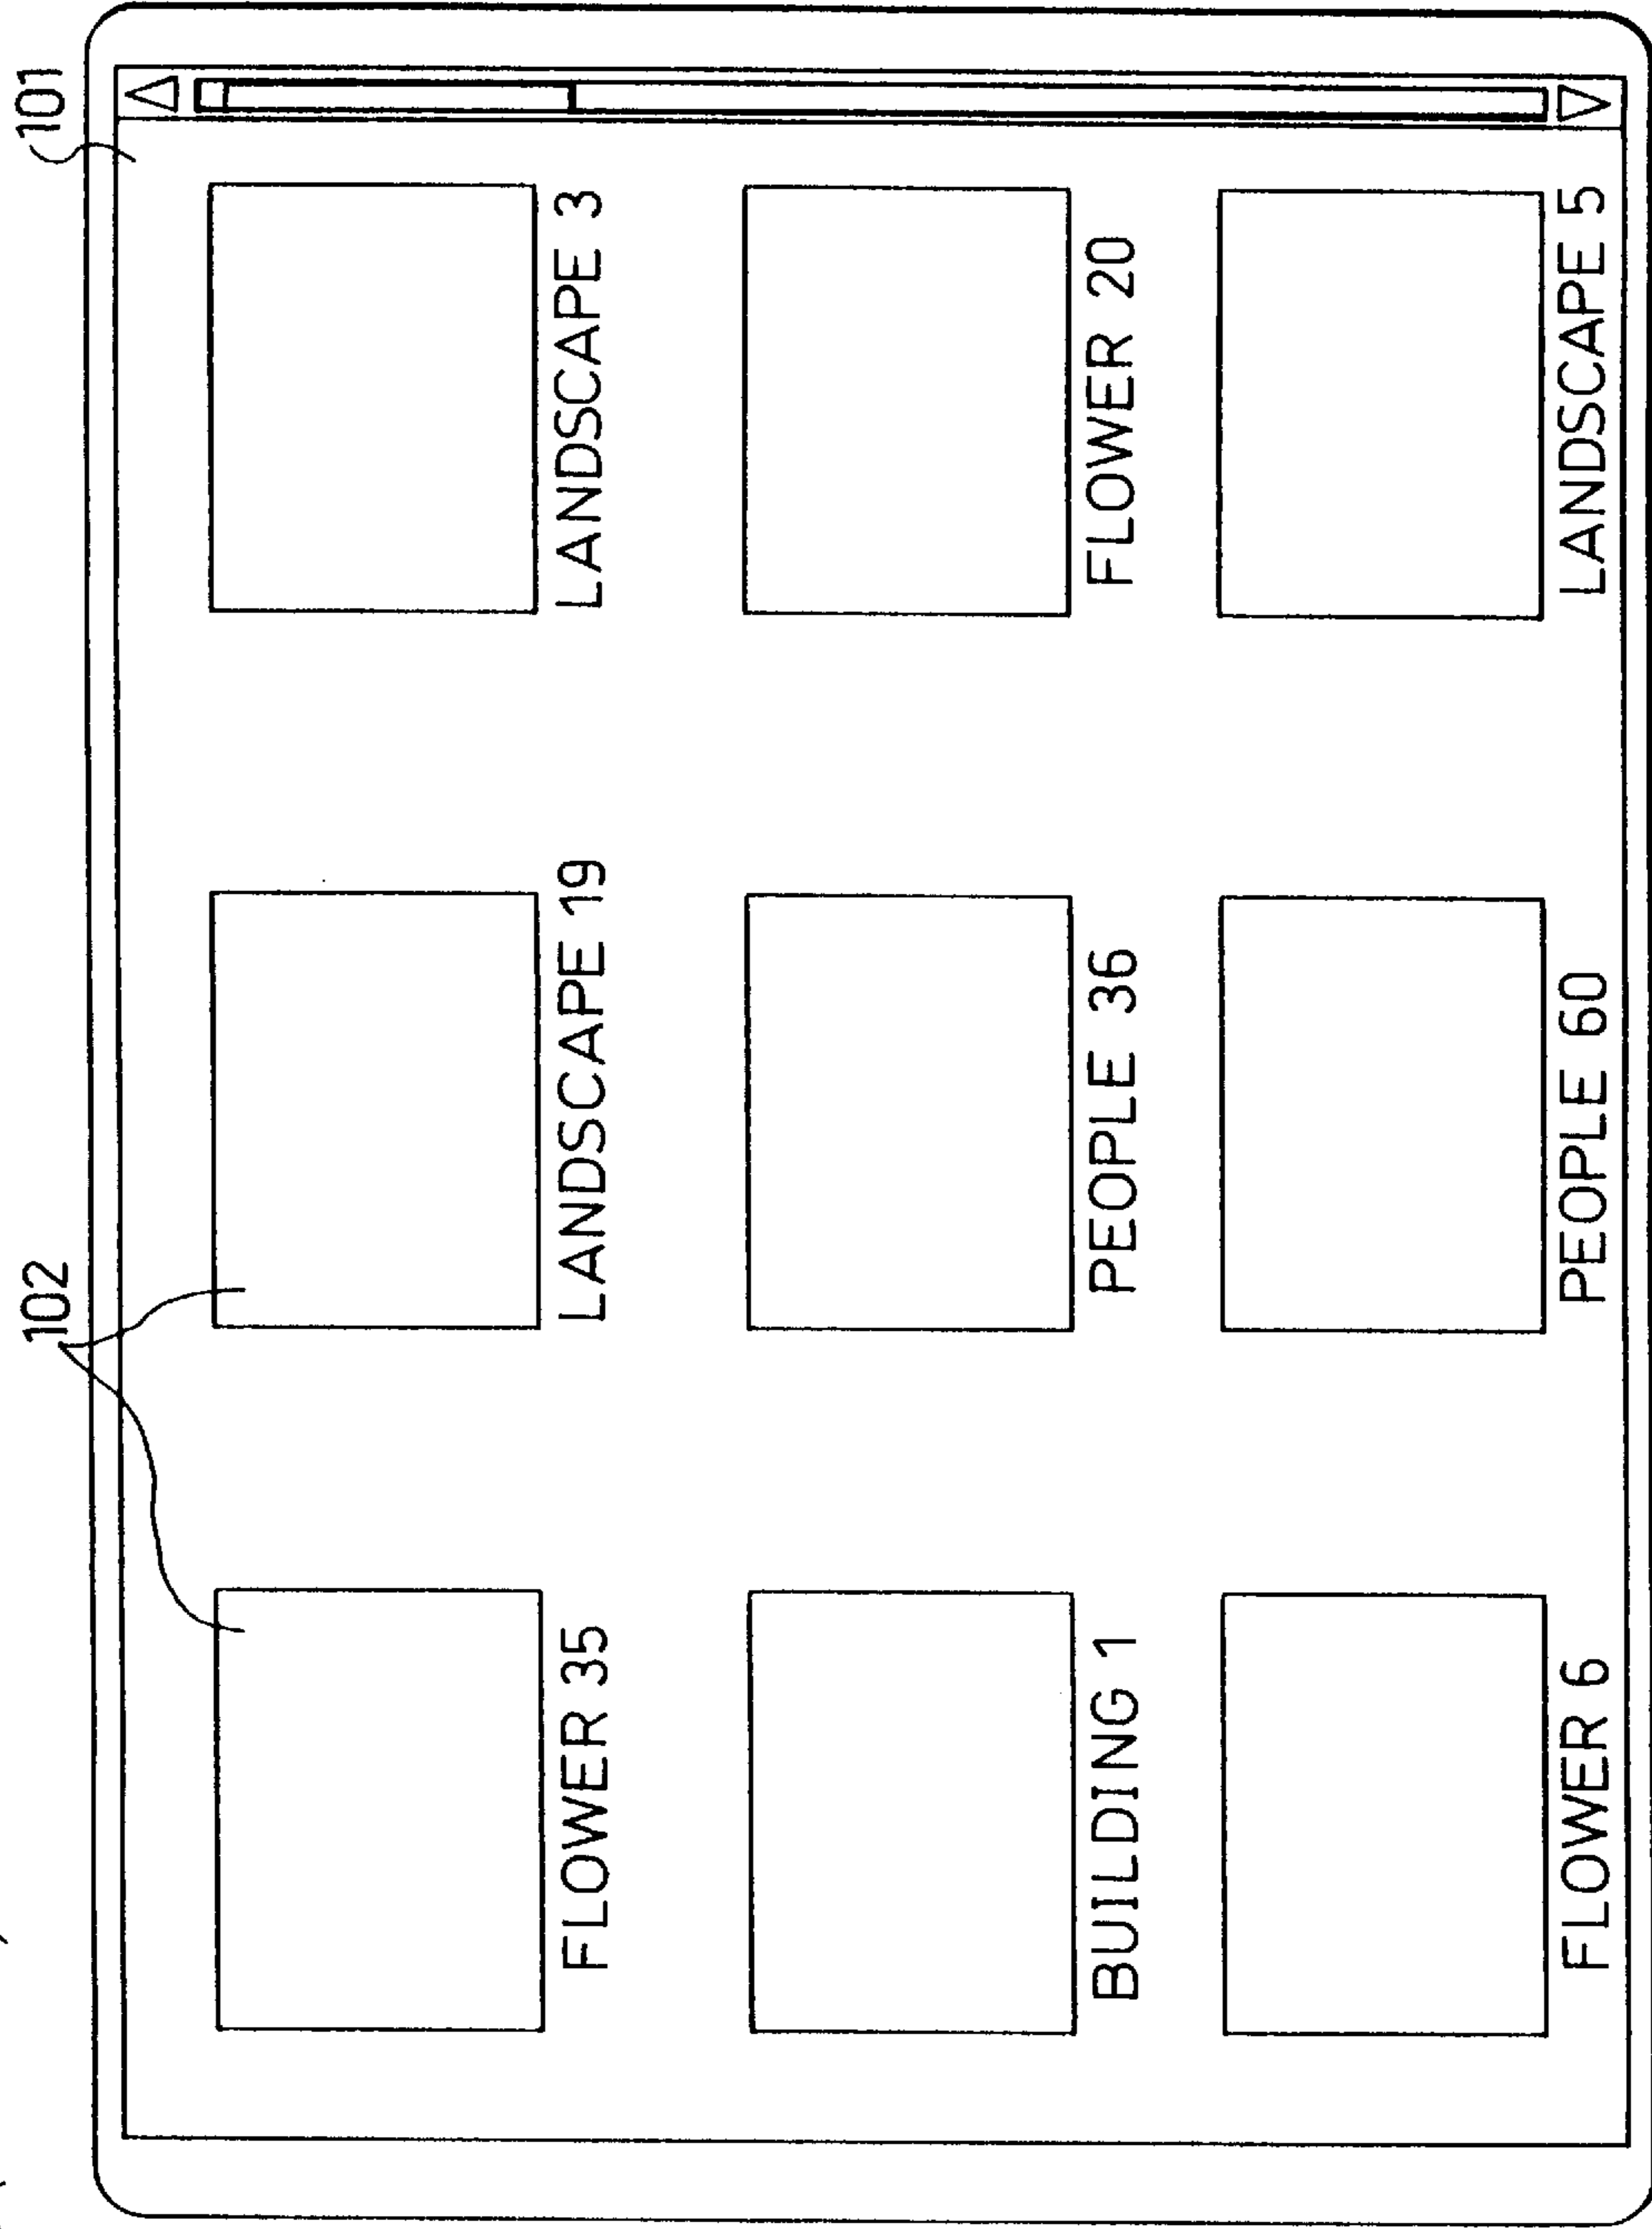 102
101
FLOWER 35
LANDSCAPE 19
LANDSCAPE 3
BUILDING 1
PEOPLE 36
FLOWER 20
FLOWER 6
PEOPLE 60
LANDSCAPE 5